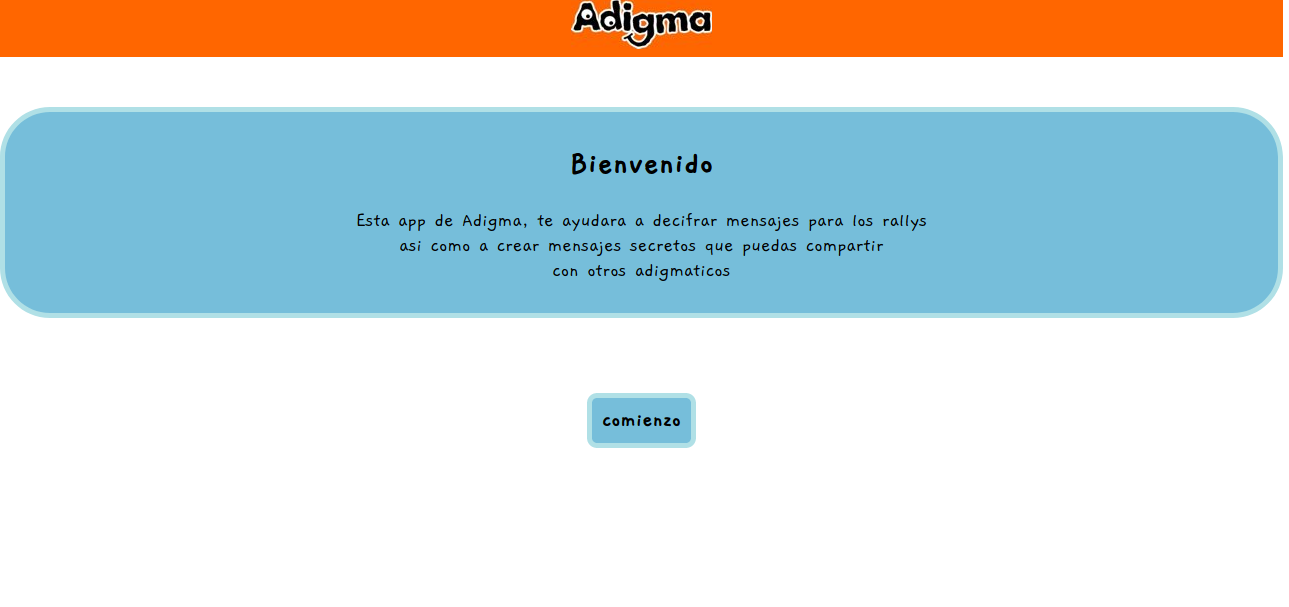 Adigma
Bienvenido
Esta app de Adigma, te ayudara a decifrar mensajes para los rallys
asi como a crear mensajes secretos que puedas compartir
con otros adigmaticos
comienzo